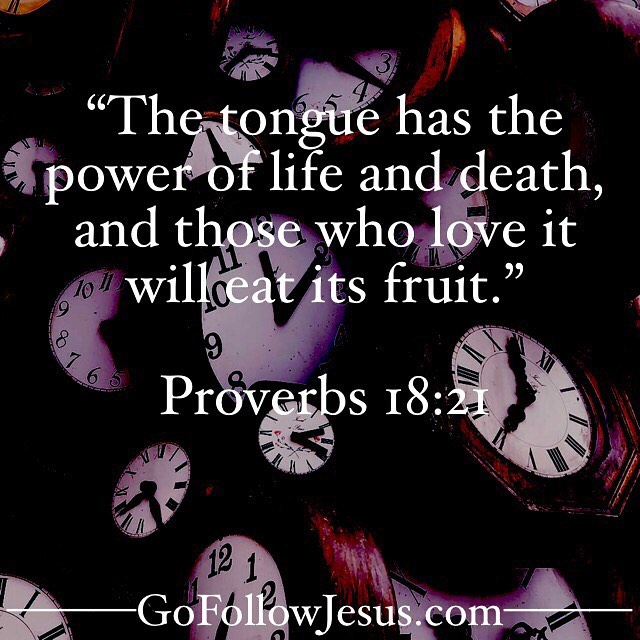 “The tongue has the
power of life and death,
and those who love it
will eat its fruit.”
Proverbs 18:21
GoFollowJesus.com